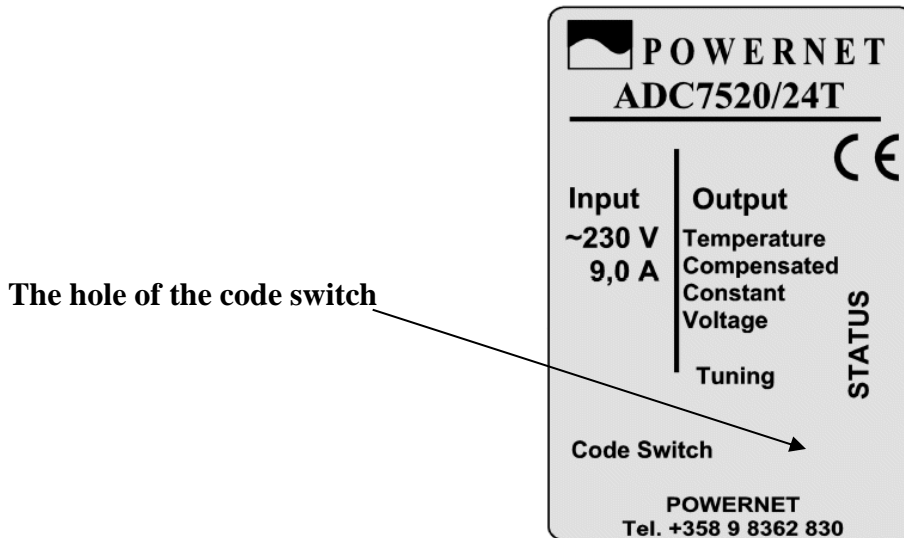 POWERNET
ADC7520/24T
CE
Input
~230 V
9,0 A
Output
Temperature
Compensated
Constant
Voltage
Tuning
STATUS
The hole of the code switch
Code Switch
POWERNET
Tel. +358 9 8362 830